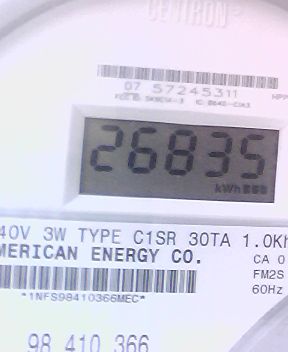 CENTRON®
07 57245311
26835
kWh
40V 3W TYPE C1SR 30TA 1.0Kh
MERICAN ENERGY CO.
CA 0
FM2S
60Hz
*1NFS98410366MEC*
98 410 366